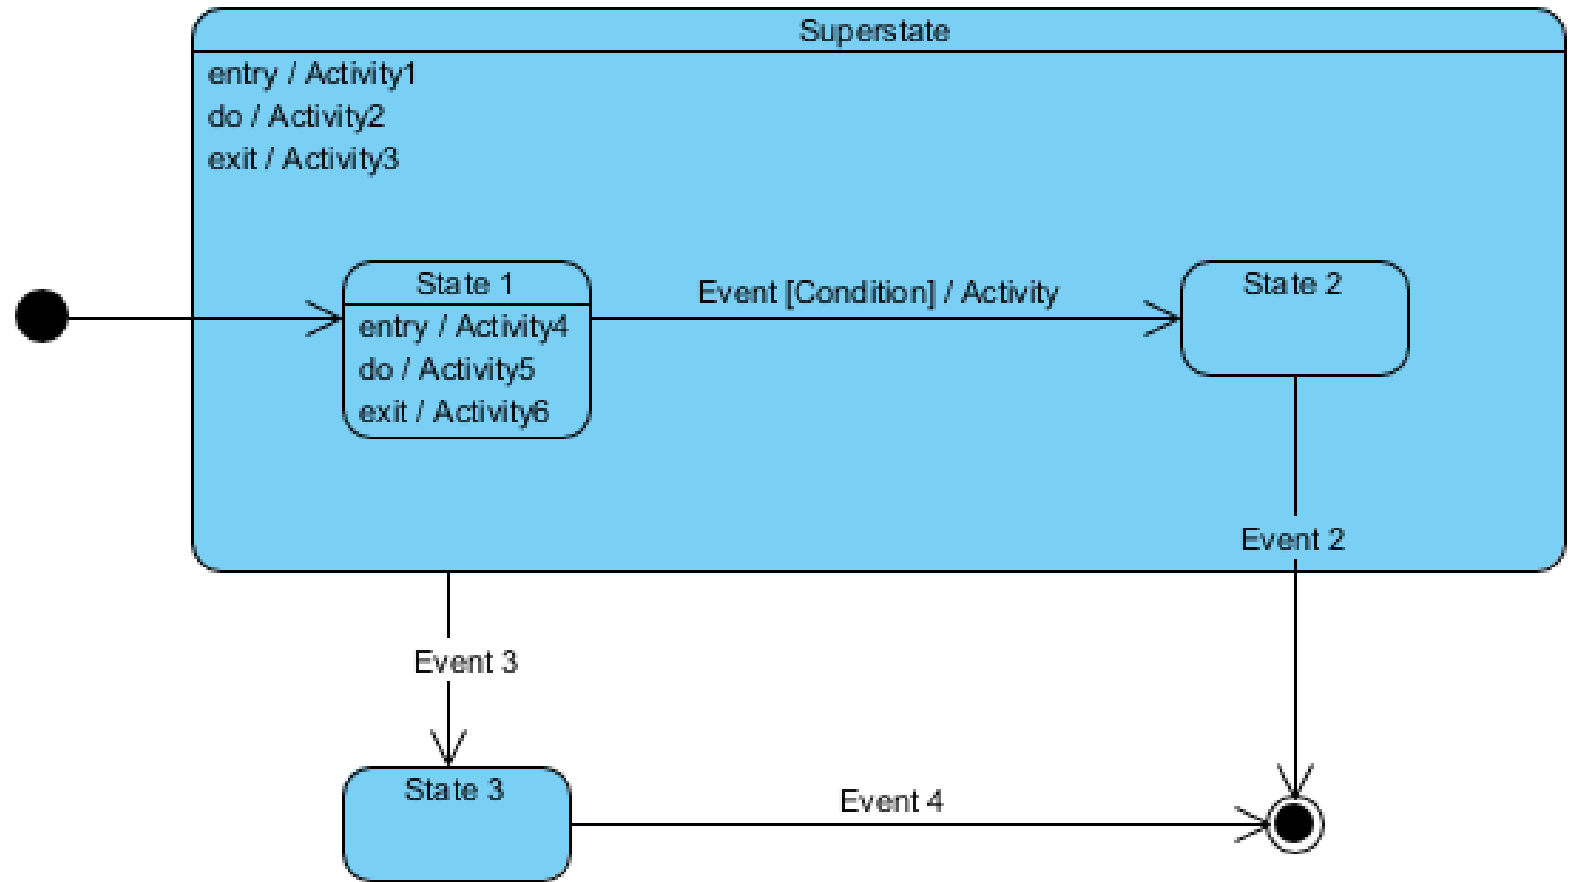 Superstate
entry / Activity1
do / Activity2
exit / Activity3
State 1
entry / Activity4
do / Activity5
exit / Activity6
Event [Condition] / Activity
State 2
Event 2
Event 3
State 3
Event 4